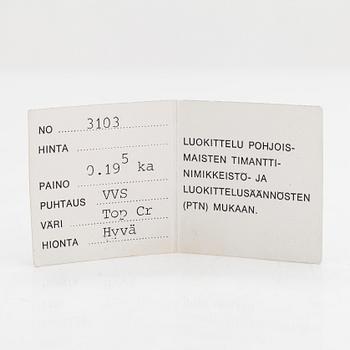 NO 3103
HINTA
PAINO 0.19⁵ ka
PUHTAUS VVS
VÄRI Top Cr
HIONTA Hyvä
LUOKITTELU POHJOIS-
MAISTEN TIMANTTI-
NIMIKKEISTÖ- JA
LUOKITTELUSÄÄNNÖSTEN
(PTN) MUKAAN.